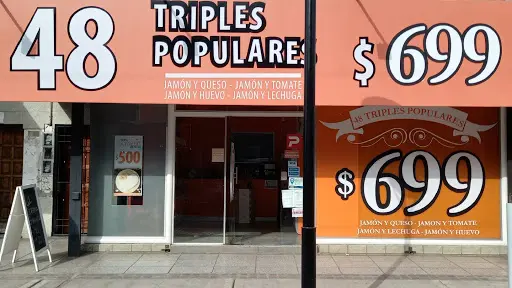 48
TRIPLES
POPULARES
JAMÓN Y QUESO - JAMÓN Y TOMATE
JAMÓN Y HUEVO - JAMÓN Y LECHUGA
$ 699
$500
48 TRIPLES POPULARES
$ 699
JAMÓN Y QUESO - JAMÓN Y TOMATE
JAMÓN Y LECHUGA - JAMÓN Y HUEVO